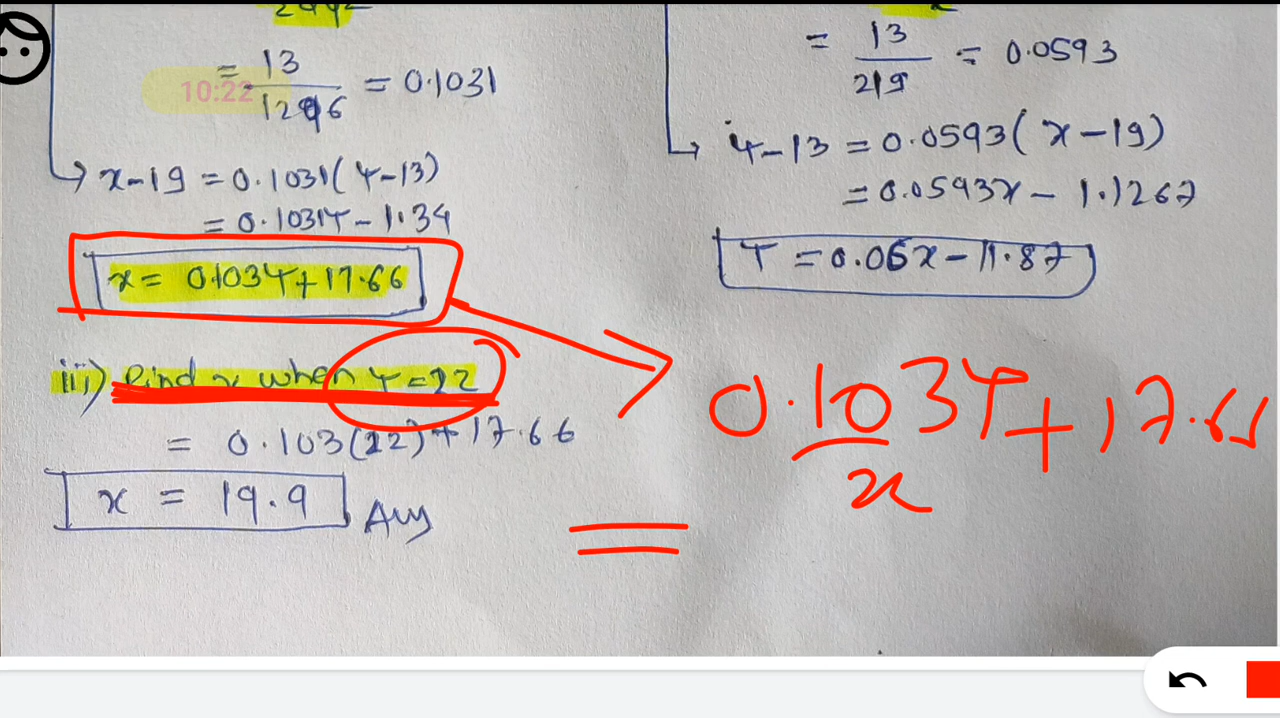 = 13 / 1296 = 0.1031
10:22
x-19 = 0.1031(Y-13)
= 0.1031Y - 1.34
x = 0.103Y+17.66
iii) Find x when Y=22
= 0.103(22)+17.66
x = 19.9 Ans
= 13 / 219 = 0.0593
Y-13 = 0.0593(x-19)
= 0.0593x - 1.1267
Y = 0.06x - 11.87
0.103Y+17.66
x